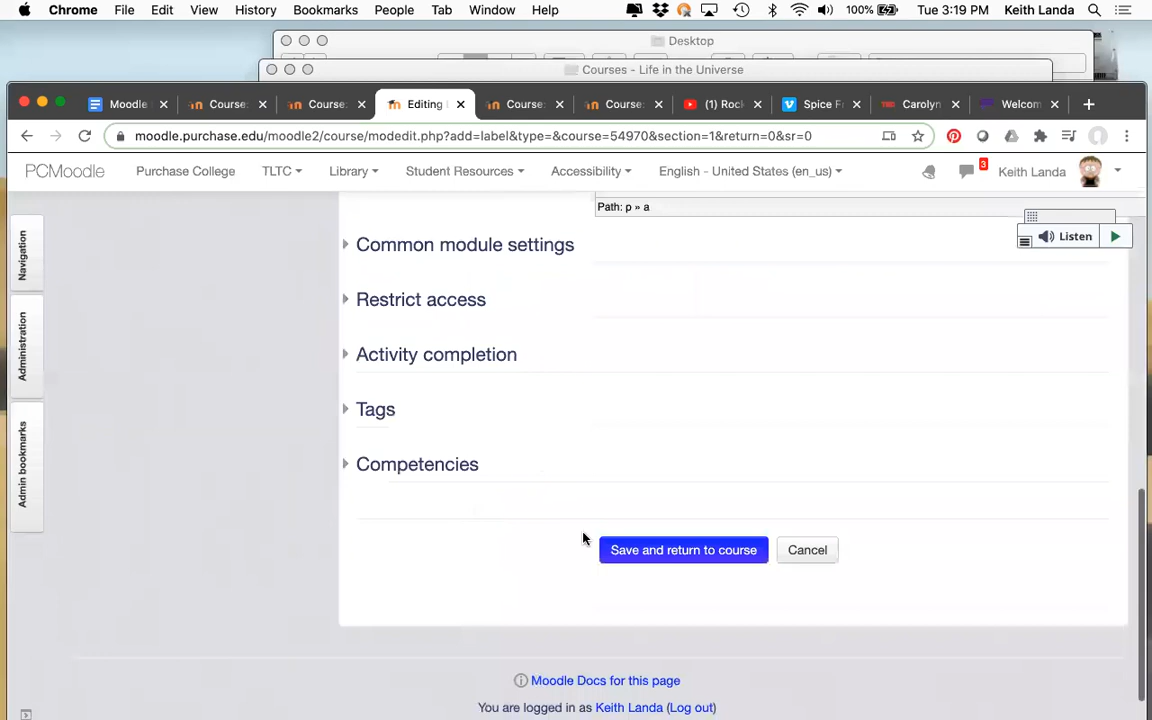 Chrome File Edit View History Bookmarks People Tab Window Help 100% Tue 3:19 PM Keith Landa
Desktop
Courses - Life in the Universe
Moodle Course: Course: Editing Course: Course: (1) Rock Spice Fr Carolyn Welcom
moodle.purchase.edu/moodle2/course/modedit.php?add=label&type=&course=54970&section=1&return=0&sr=0
PCMoodle Purchase College TLTC Library Student Resources Accessibility English - United States (en_us) 3 Keith Landa
Path: p » a
Navigation
Listen
Common module settings
Restrict access
Administration
Activity completion
Tags
Admin bookmarks
Competencies
Save and return to course Cancel
Moodle Docs for this page
You are logged in as Keith Landa (Log out)